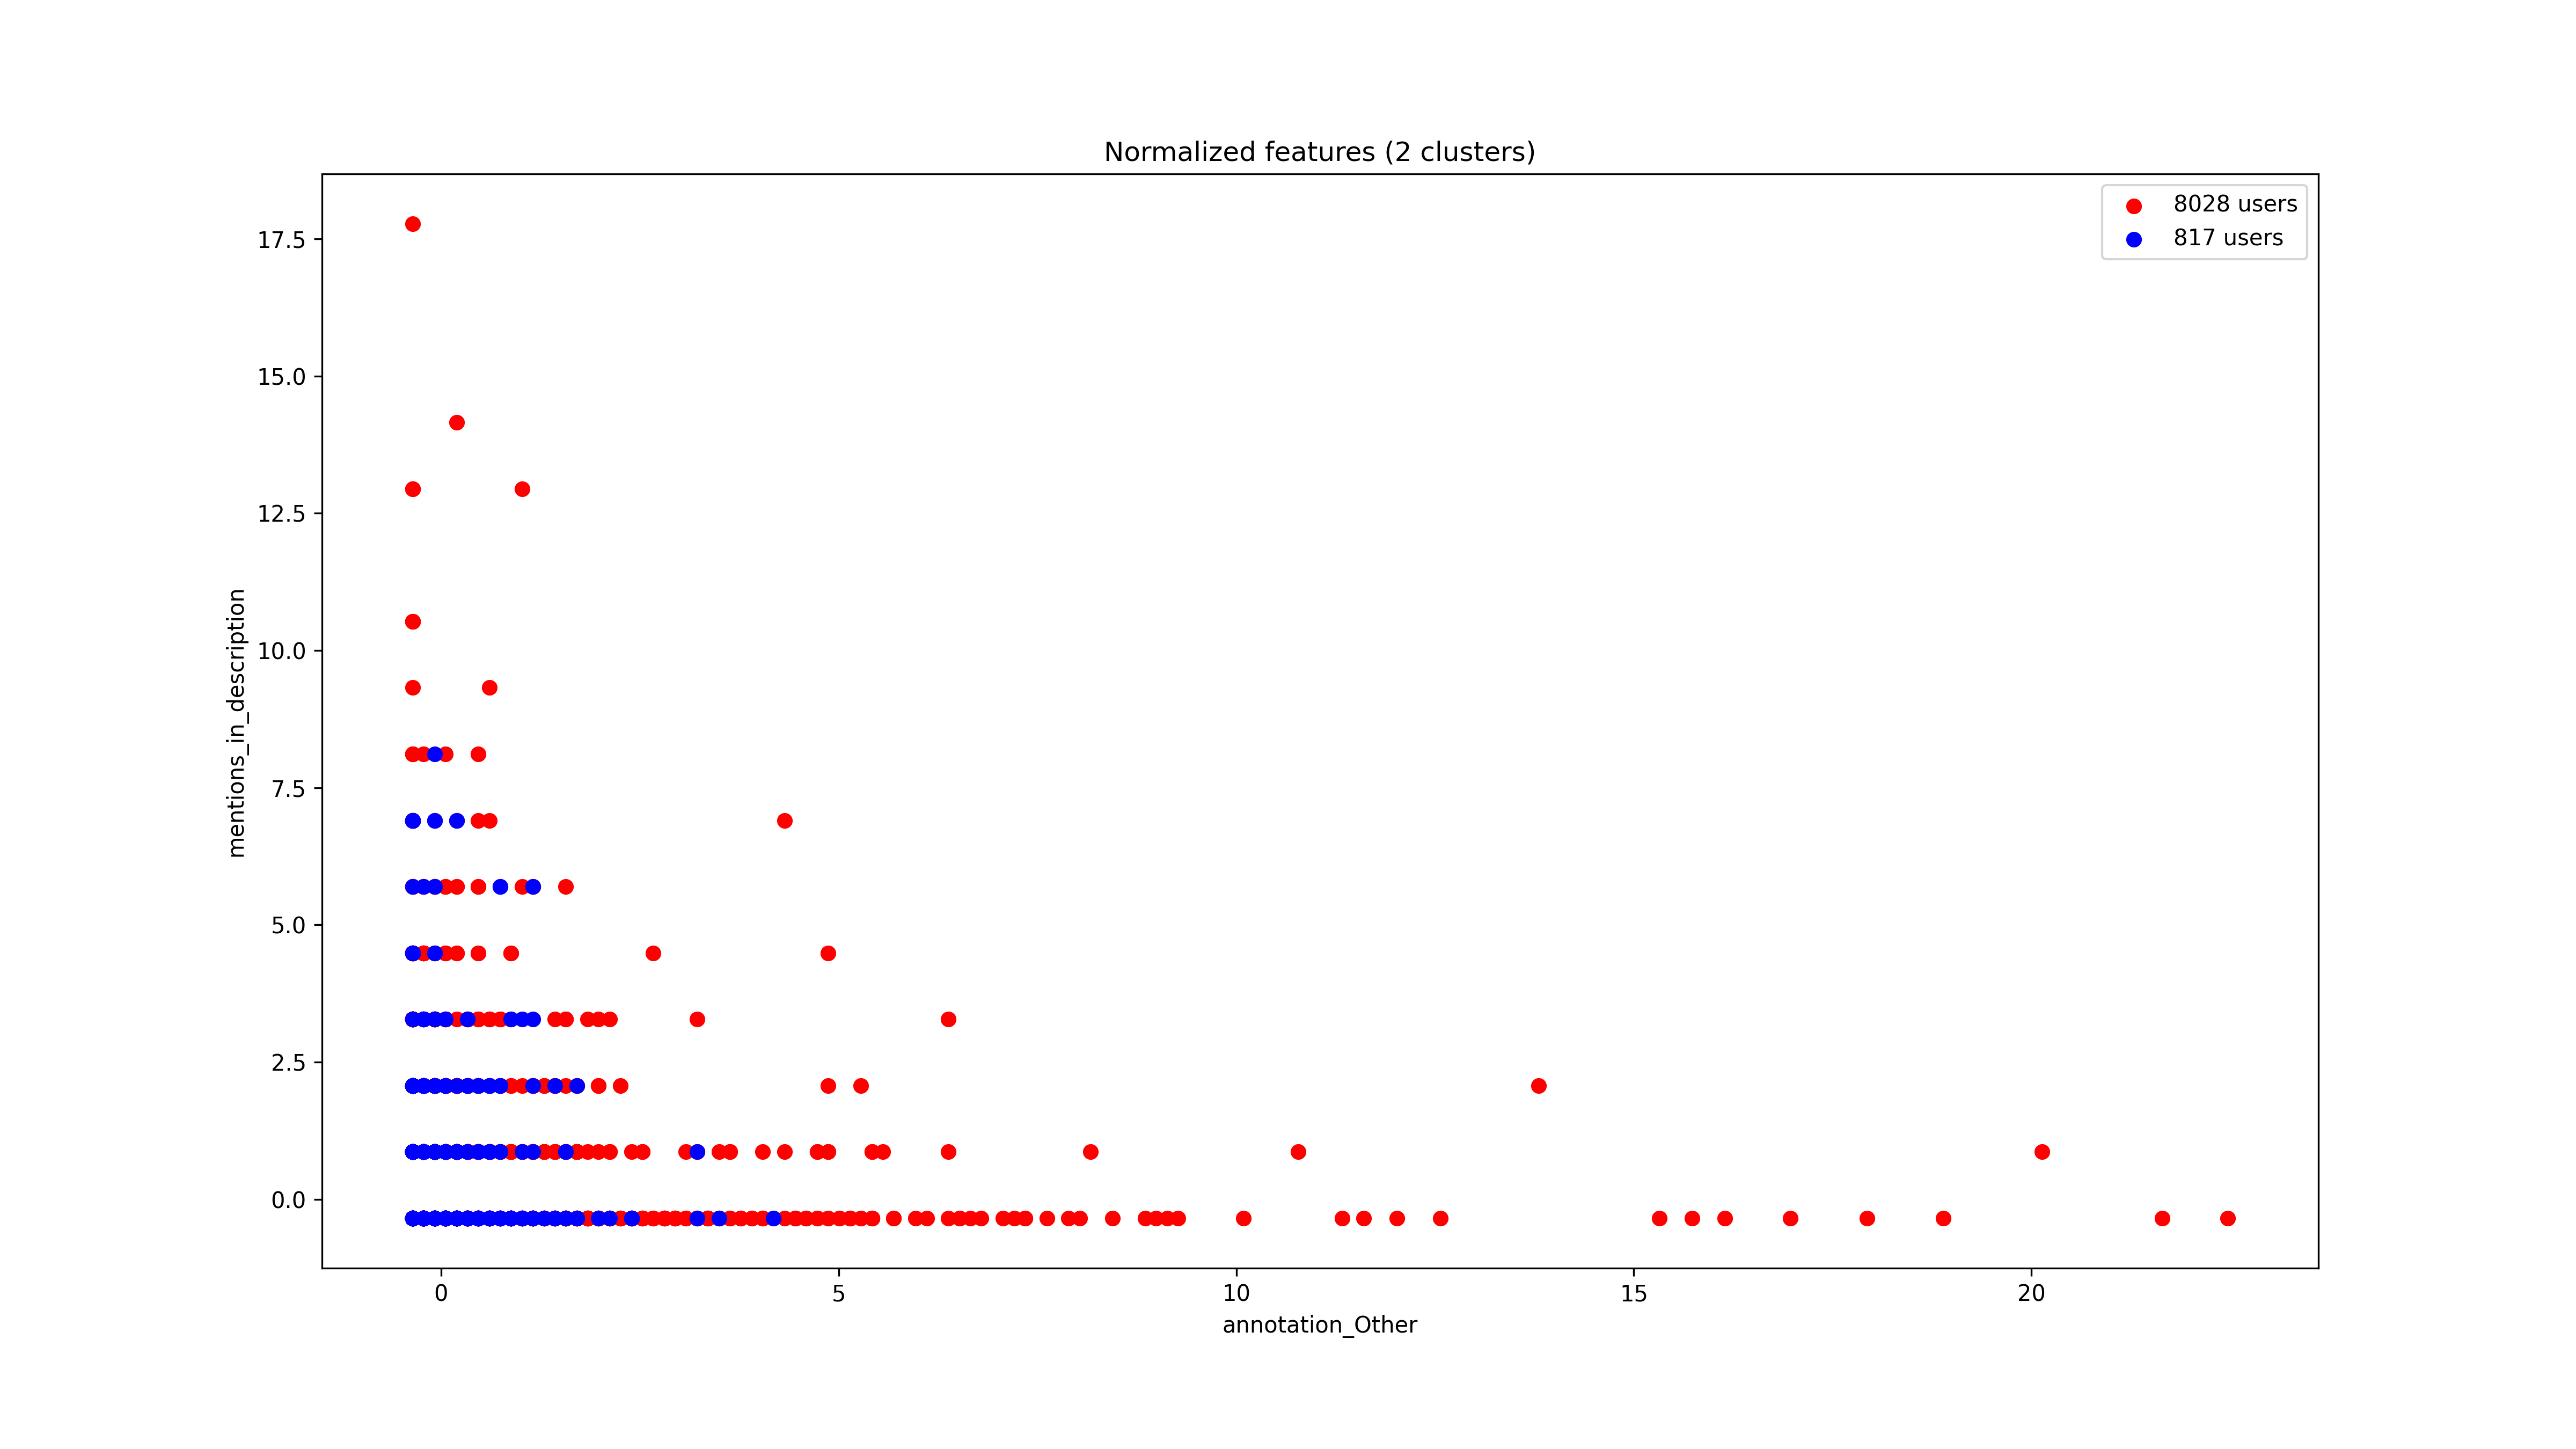 Normalized features (2 clusters)
8028 users
817 users
17.5
15.0
12.5
10.0
7.5
5.0
2.5
0.0
mentions_in_description
0 5 10 15 20
annotation_Other